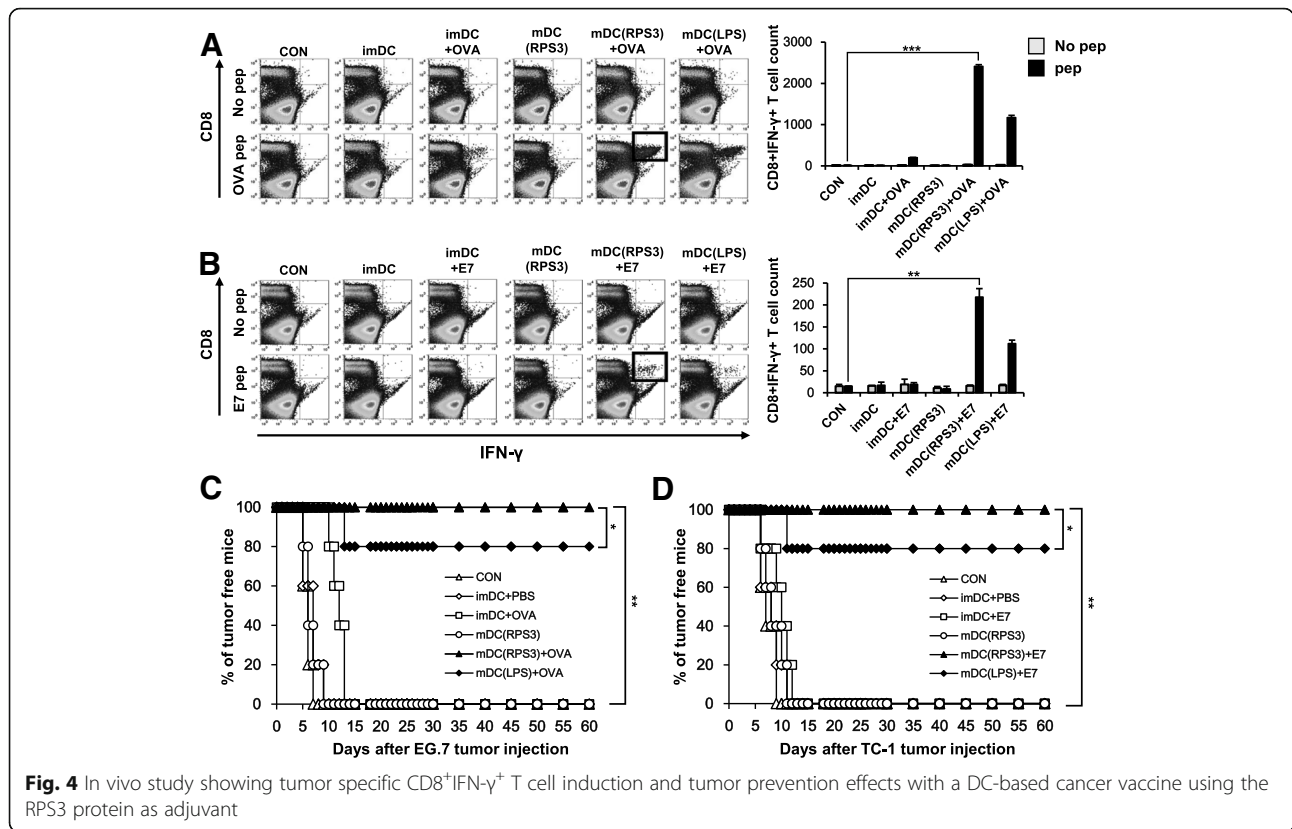 A
CON
imDC
imDC +OVA
mDC (RPS3)
mDC(RPS3) +OVA
mDC(LPS) +OVA
CD8
No pep
OVA pep
3000
2000
1000
0
CD8+IFN-γ+ T cell count
***
No pep
pep
CON
imDC
imDC+OVA
mDC(RPS3)
mDC(RPS3)+OVA
mDC(LPS)+OVA
B
CON
imDC
imDC +E7
mDC (RPS3)
mDC(RPS3) +E7
mDC(LPS) +E7
CD8
No pep
E7 pep
IFN-γ
250
200
150
100
50
0
CD8+IFN-γ+ T cell count
**
CON
imDC
imDC+E7
mDC(RPS3)
mDC(RPS3)+E7
mDC(LPS)+E7
C
100
80
60
40
20
0
% of tumor free mice
CON
imDC+PBS
imDC+OVA
mDC(RPS3)
mDC(RPS3)+OVA
mDC(LPS)+OVA
*
**
0 5 10 15 20 25 30 35 40 45 50 55 60
Days after EG.7 tumor injection
D
100
80
60
40
20
0
% of tumor free mice
CON
imDC+PBS
imDC+E7
mDC(RPS3)
mDC(RPS3)+E7
mDC(LPS)+E7
*
**
0 5 10 15 20 25 30 35 40 45 50 55 60
Days after TC-1 tumor injection
Fig. 4 In vivo study showing tumor specific CD8⁺IFN-γ⁺ T cell induction and tumor prevention effects with a DC-based cancer vaccine using the
RPS3 protein as adjuvant